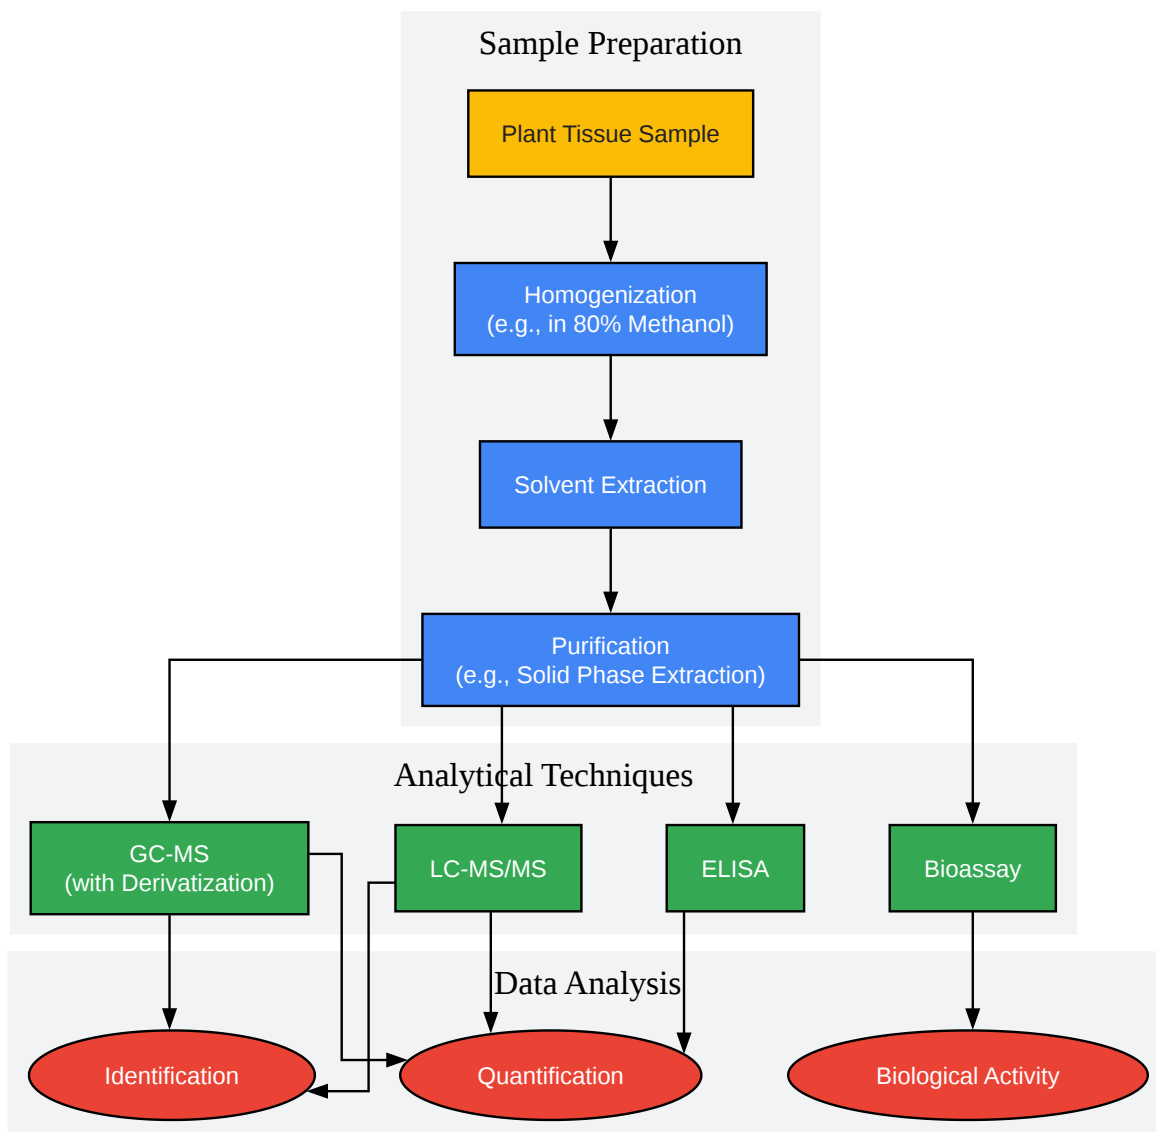 Sample Preparation
Plant Tissue Sample
Homogenization
(e.g., in 80% Methanol)
Solvent Extraction
Purification
(e.g., Solid Phase Extraction)
Analytical Techniques
GC-MS
(with Derivatization)
LC-MS/MS
ELISA
Bioassay
Data Analysis
Identification
Quantification
Biological Activity